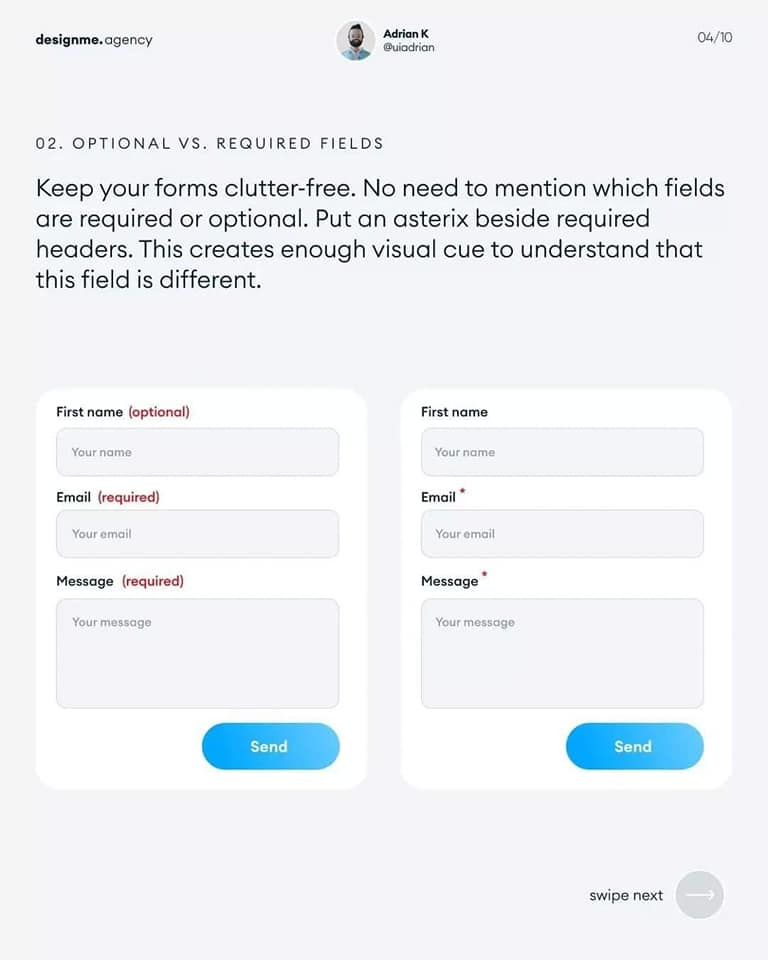 designme.agency
Adrian K
@uiadrian
04/10
02. OPTIONAL VS. REQUIRED FIELDS
Keep your forms clutter-free. No need to mention which fields
are required or optional. Put an asterix beside required
headers. This creates enough visual cue to understand that
this field is different.
First name (optional)
Your name
Email (required)
Your email
Message (required)
Your message
Send
First name
Your name
Email *
Your email
Message *
Your message
Send
swipe next